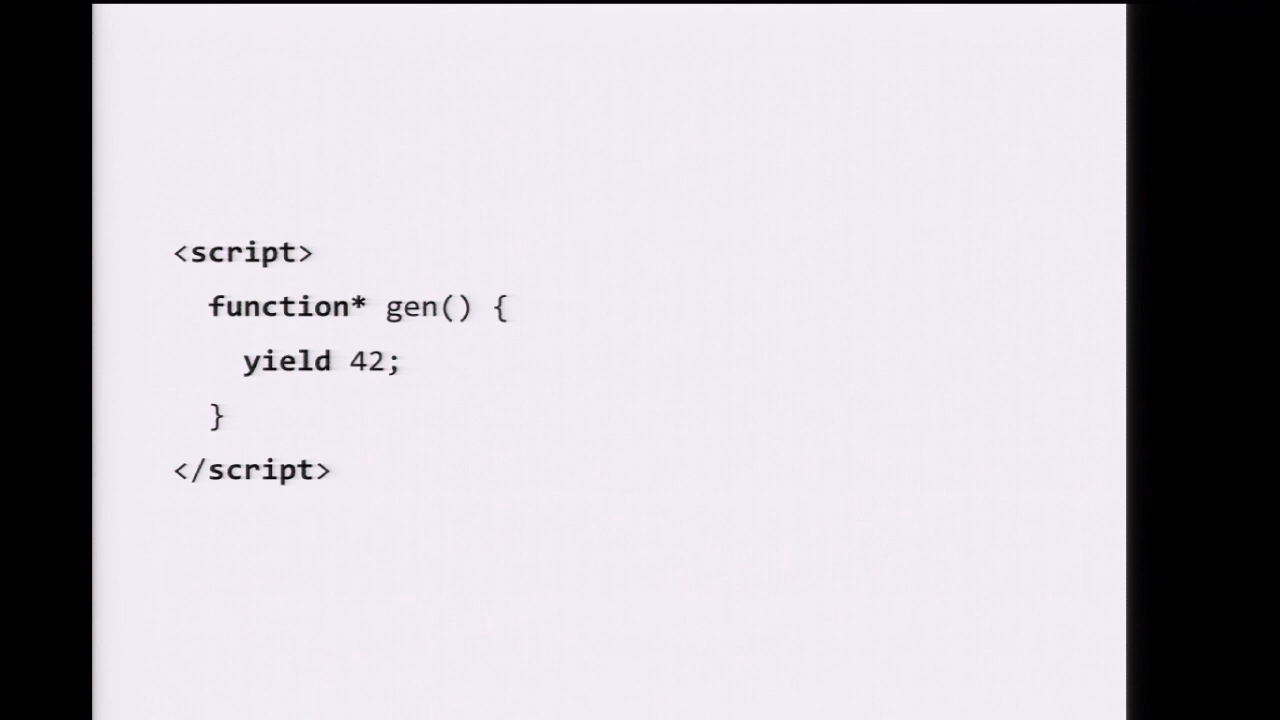 <script>
function* gen() {
yield 42;
}
</script>